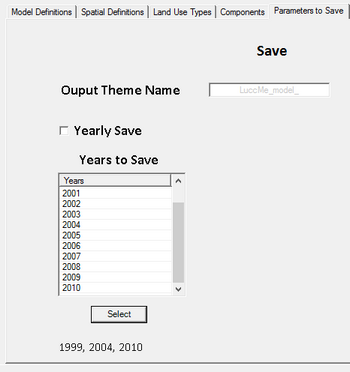 Model Definitions | Spatial Definitions | Land Use Types | Components | Parameters to Save
Save
Ouput Theme Name LuccMe_model_
Yearly Save
Years to Save
Years
2001
2002
2003
2004
2005
2006
2007
2008
2009
2010
Select
1999, 2004, 2010